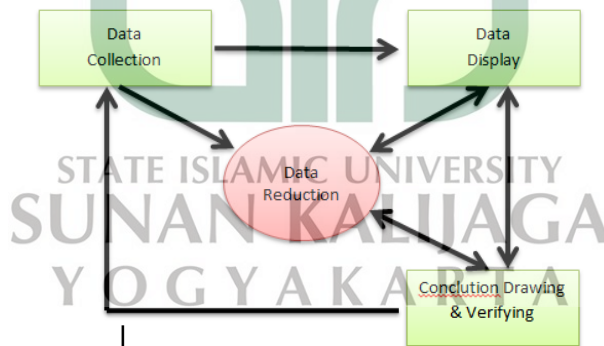 Data
Collection
Data
Display
Data
Reduction
STATE ISLAMIC UNIVERSITY
SUNAN KALIJAGA
YOGYAKARTA
Conclution Drawing
& Verifying